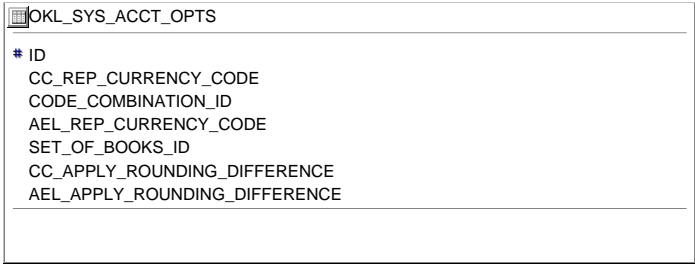 OKL_SYS_ACCT_OPTS
# ID
CC_REP_CURRENCY_CODE
CODE_COMBINATION_ID
AEL_REP_CURRENCY_CODE
SET_OF_BOOKS_ID
CC_APPLY_ROUNDING_DIFFERENCE
AEL_APPLY_ROUNDING_DIFFERENCE